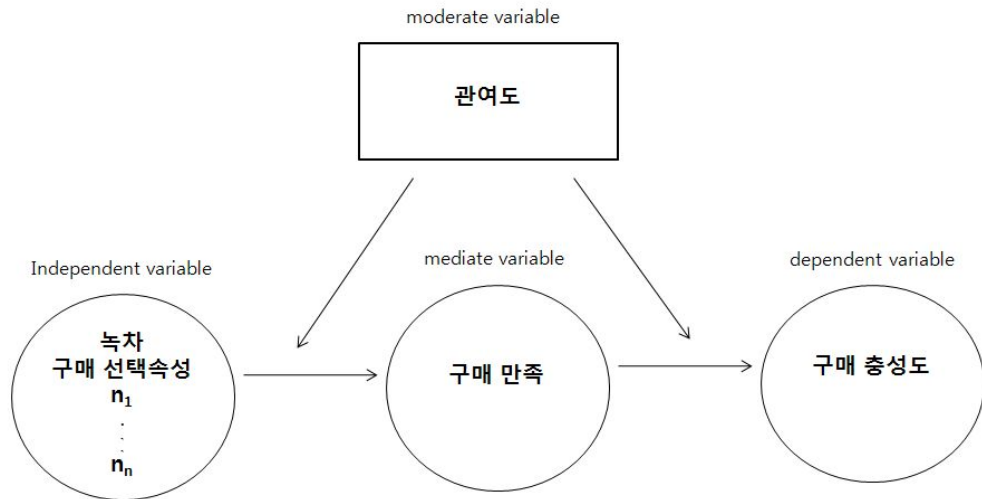 moderate variable
관여도
Independent variable
mediate variable
dependent variable
녹차
구매 선택속성
n₁
.
.
.
nₙ
구매 만족
구매 충성도